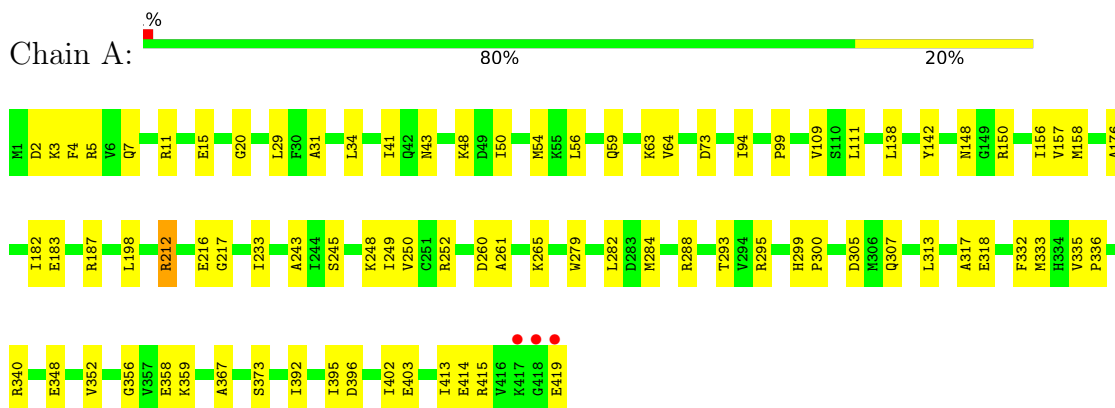 .%
Chain A:
80% 20%
M1 D2 K3 F4 R5 V6 Q7 R11 E15 G20 L29 F30 A31 L34 I41 Q42 N43 K48 D49 I50 M54 K55 L56 Q59 K63 V64 D73 I94 P99 V109 S110 L111 L138 Y142 N148 G149 R150 I156 V157 M158 A176
I182 E183 R187 L198 R212 E216 G217 I233 A243 I244 S245 K248 I249 V250 C251 R252 D260 A261 K265 W279 L282 D283 M284 R288 T293 V294 R295 H299 P300 D305 M306 Q307 L313 A317 E318 F332 M333 H334 V335 P336
R340 E348 V352 G356 V357 E358 K359 A367 S373 I392 I395 D396 I402 E403 I413 E414 R415 V416 K417 G418 E419